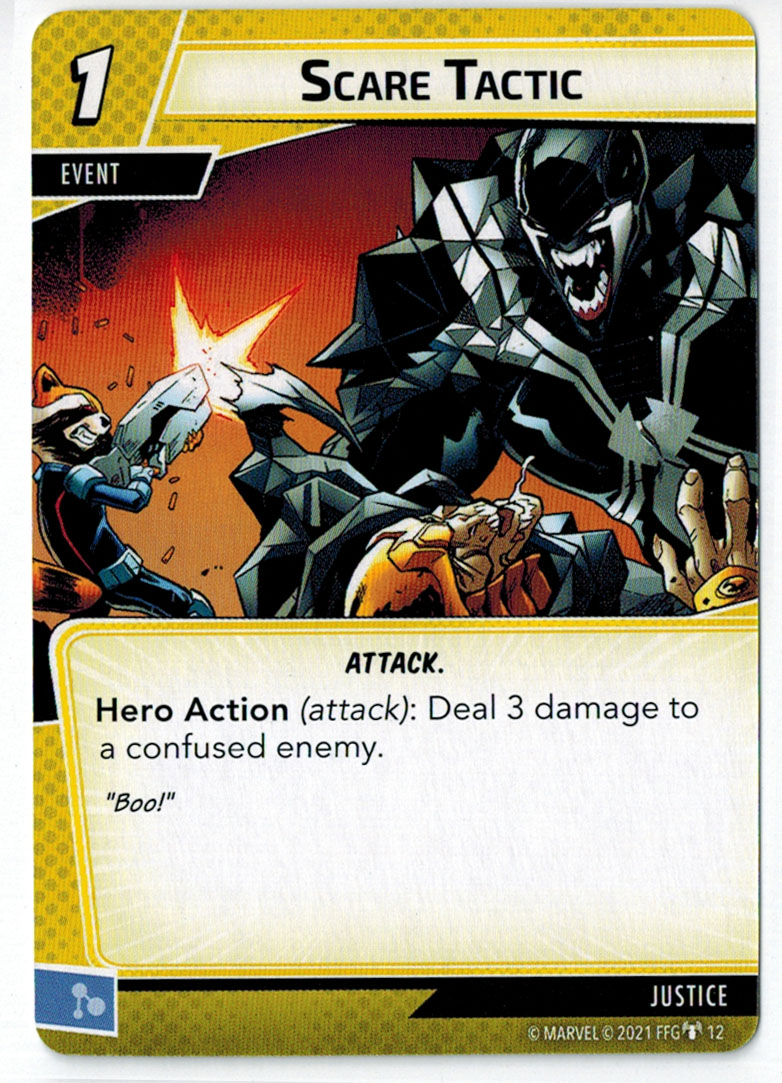 1
SCARE TACTIC
EVENT
ATTACK.
Hero Action (attack): Deal 3 damage to
a confused enemy.
"Boo!"
JUSTICE
© MARVEL © 2021 FFG 12